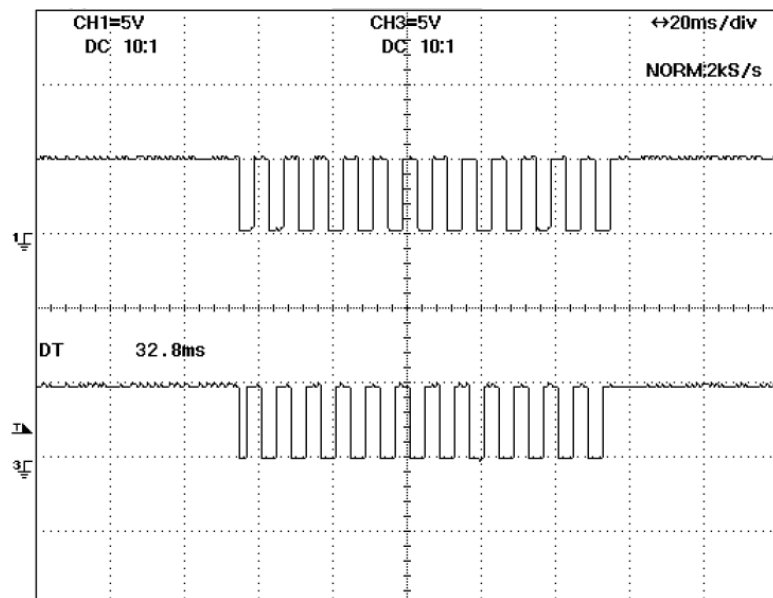 CH1=5V CH3=5V ↔20ms/div
DC 10:1 DC 10:1
NORM:2kS/s
1
DT 32.8ms
T
3